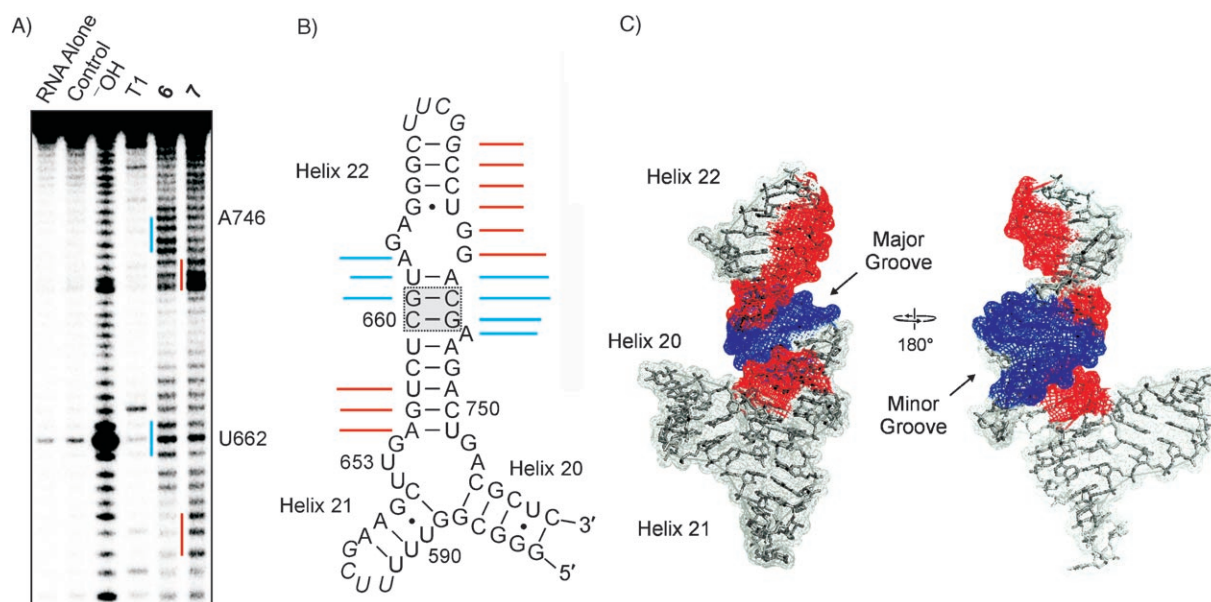 A)
RNA Alone
Control
−OH
T1
6
7
A746
U662
B)
U U C G
Helix 22
C – G
G – C
G – C
G • U
A G
G G
A
U – A
660 G – C
C – G
A
U – A
C – G
U – A
G – C
A – U
750
G
653 U
U
G A C
Helix 20
G C U C 3′
G C G G G 5′
Helix 21
G C
A A G • U G
G
C U U U U U
590
C)
Helix 22
Major
Groove
Helix 20
180°
Minor
Groove
Helix 21